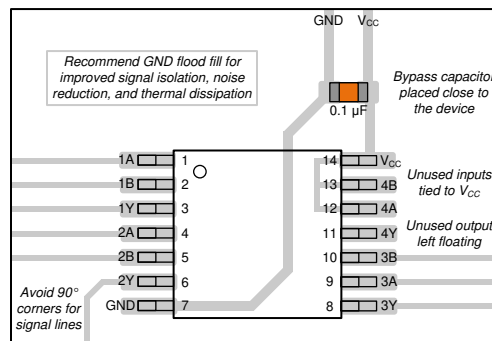 GND VCC
Recommend GND flood fill for
improved signal isolation, noise
reduction, and thermal dissipation
Bypass capacitor
placed close to
the device
0.1 µF
1A 1 14 VCC
1B 2 13 4B
1Y 3 12 4A
2A 4 11 4Y
2B 5 10 3B
2Y 6 9 3A
GND 7 8 3Y
Unused inputs
tied to VCC
Unused output
left floating
Avoid 90°
corners for
signal lines